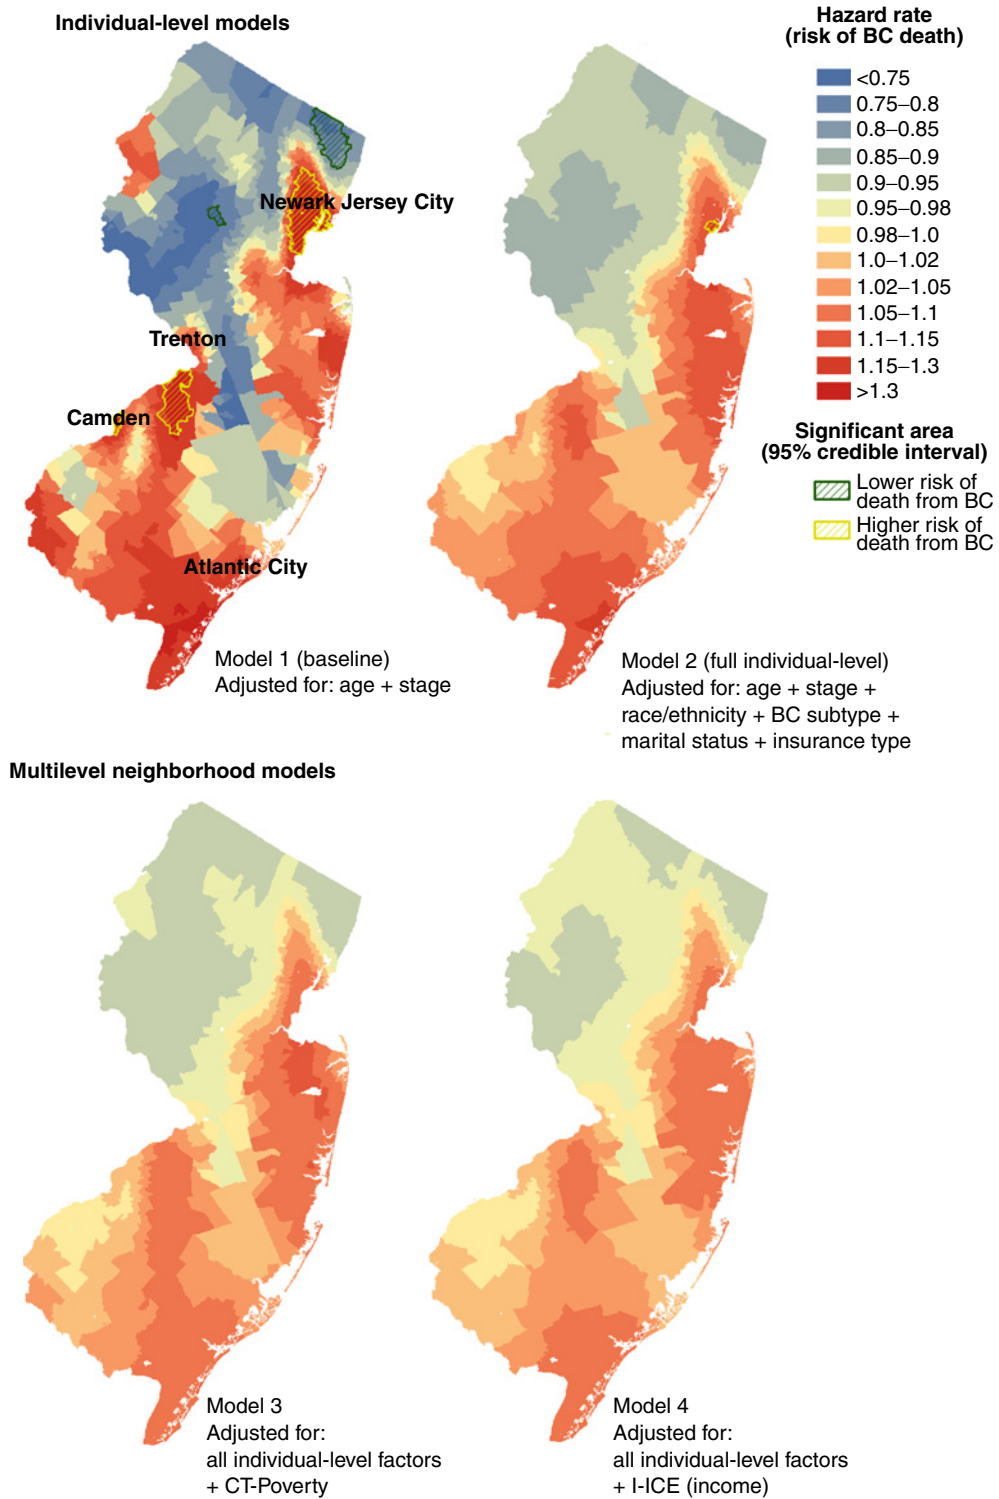 Individual-level models
Hazard rate
(risk of BC death)
<0.75
0.75–0.8
0.8–0.85
0.85–0.9
0.9–0.95
0.95–0.98
0.98–1.0
1.0–1.02
1.02–1.05
1.05–1.1
1.1–1.15
1.15–1.3
>1.3
Significant area
(95% credible interval)
Lower risk of
death from BC
Higher risk of
death from BC
Newark Jersey City
Trenton
Camden
Atlantic City
Model 1 (baseline)
Adjusted for: age + stage
Model 2 (full individual-level)
Adjusted for: age + stage +
race/ethnicity + BC subtype +
marital status + insurance type
Multilevel neighborhood models
Model 3
Adjusted for:
all individual-level factors
+ CT-Poverty
Model 4
Adjusted for:
all individual-level factors
+ I-ICE (income)